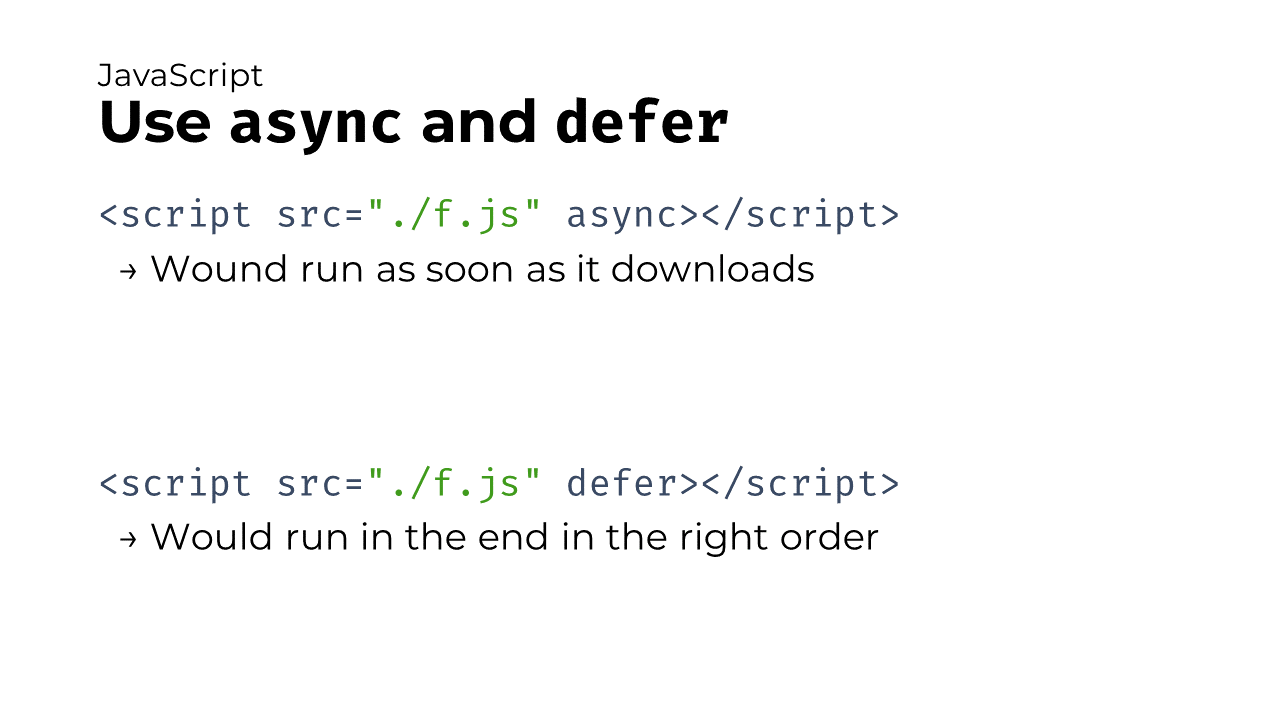 JavaScript
Use async and defer
<script src="./f.js" async></script>
→ Wound run as soon as it downloads
<script src="./f.js" defer></script>
→ Would run in the end in the right order